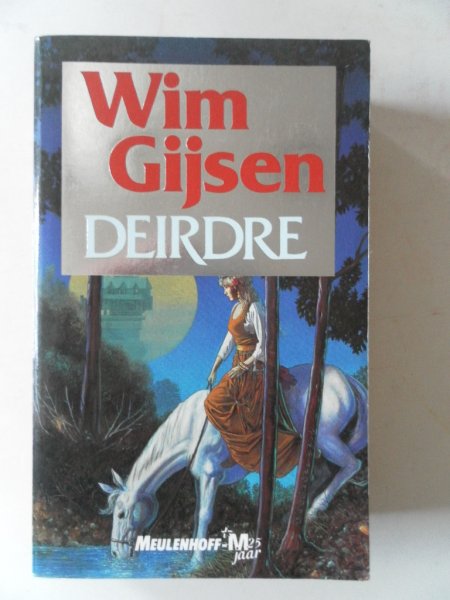 Wim
Gijsen
DEIRDRE
MEULENHOFF-M 25
jaar